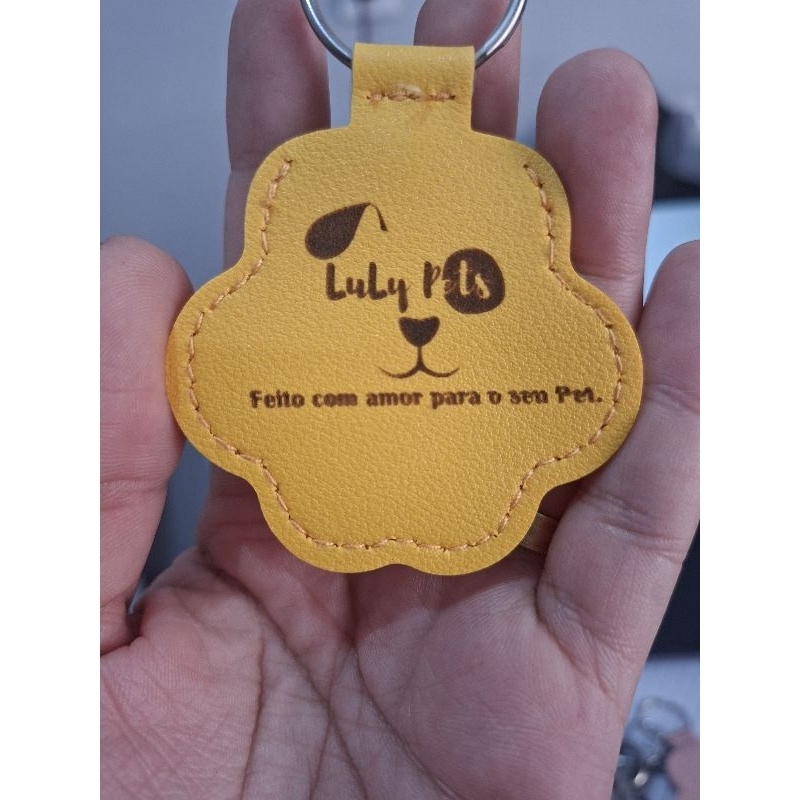 LuLy Pets
Feito com amor para o seu Pet.